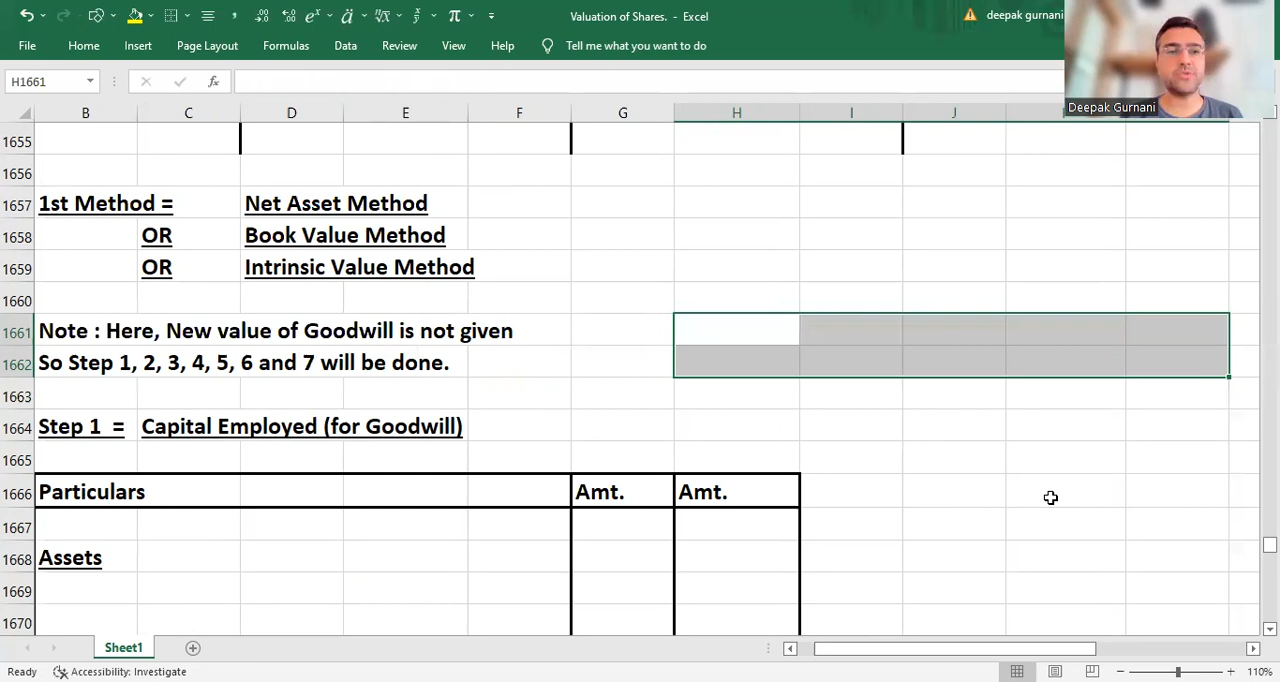 Valuation of Shares. - Excel
deepak gurnani
File Home Insert Page Layout Formulas Data Review View Help Tell me what you want to do
Deepak Gurnani
H1661
B C D E F G H I J
1655
1656
1657 1st Method = Net Asset Method
1658 OR Book Value Method
1659 OR Intrinsic Value Method
1660
1661 Note : Here, New value of Goodwill is not given
1662 So Step 1, 2, 3, 4, 5, 6 and 7 will be done.
1663
1664 Step 1 = Capital Employed (for Goodwill)
1665
1666 Particulars Amt. Amt.
1667
1668 Assets
1669
1670
Sheet1
Ready Accessibility: Investigate 110%